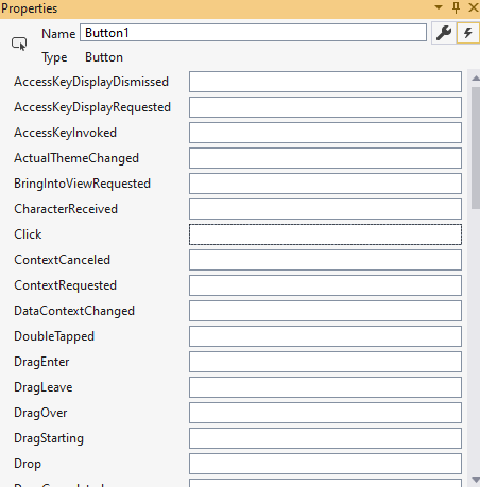 Properties
Name Button1
Type Button
AccessKeyDisplayDismissed
AccessKeyDisplayRequested
AccessKeyInvoked
ActualThemeChanged
BringIntoViewRequested
CharacterReceived
Click
ContextCanceled
ContextRequested
DataContextChanged
DoubleTapped
DragEnter
DragLeave
DragOver
DragStarting
Drop